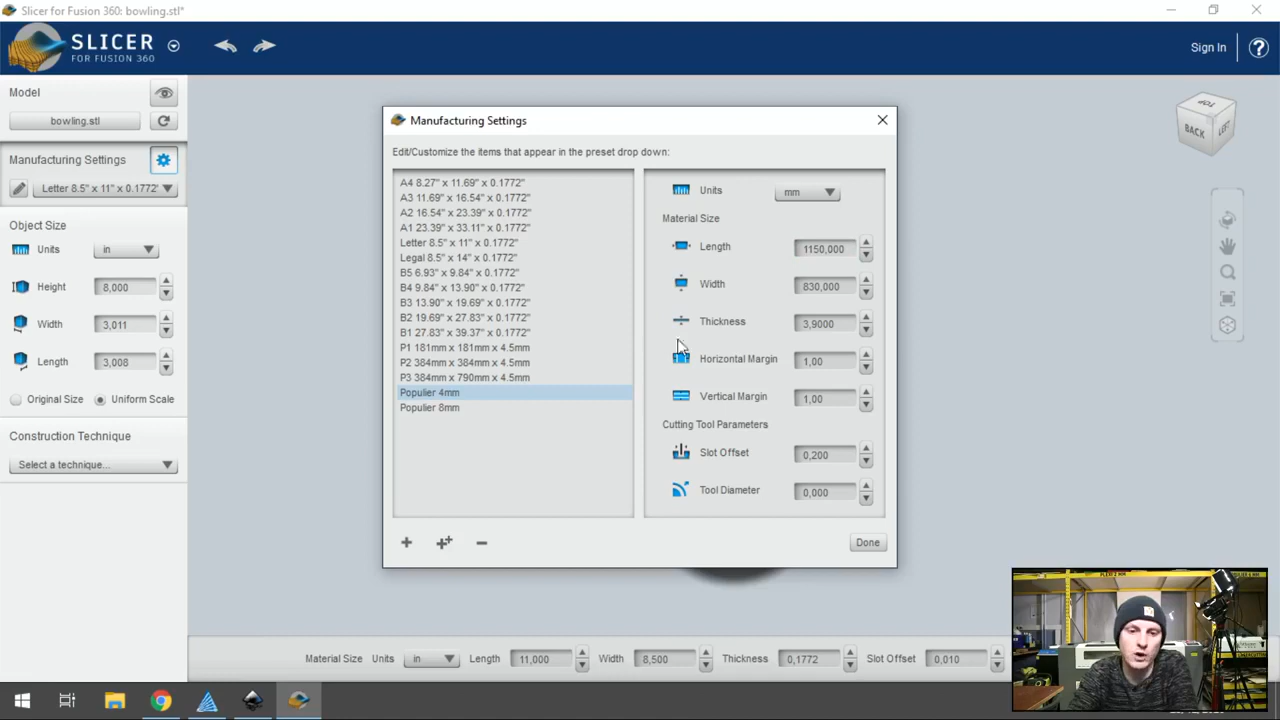 Slicer for Fusion 360: bowling.stl*
SLICER
FOR FUSION 360
Sign In
?
Model
bowling.stl
Manufacturing Settings
Letter 8.5" x 11" x 0.1772"
Object Size
Units in
Height 8,000
Width 3,011
Length 3,008
Original Size Uniform Scale
Construction Technique
Select a technique...
Manufacturing Settings
Edit/Customize the items that appear in the preset drop down:
A4 8.27" x 11.69" x 0.1772"
A3 11.69" x 16.54" x 0.1772"
A2 16.54" x 23.39" x 0.1772"
A1 23.39" x 33.11" x 0.1772"
Letter 8.5" x 11" x 0.1772"
Legal 8.5" x 14" x 0.1772"
B5 6.93" x 9.84" x 0.1772"
B4 9.84" x 13.90" x 0.1772"
B3 13.90" x 19.69" x 0.1772"
B2 19.69" x 27.83" x 0.1772"
B1 27.83" x 39.37" x 0.1772"
P1 181mm x 181mm x 4.5mm
P2 384mm x 384mm x 4.5mm
P3 384mm x 790mm x 4.5mm
Populier 4mm
Populier 8mm
Units mm
Material Size
Length 1150,000
Width 830,000
Thickness 3,9000
Horizontal Margin 1,00
Vertical Margin 1,00
Cutting Tool Parameters
Slot Offset 0,200
Tool Diameter 0,000
Done
TOP
BACK
LEFT
Material Size Units in Length 11,000 Width 8,500 Thickness 0,1772 Slot Offset 0,010